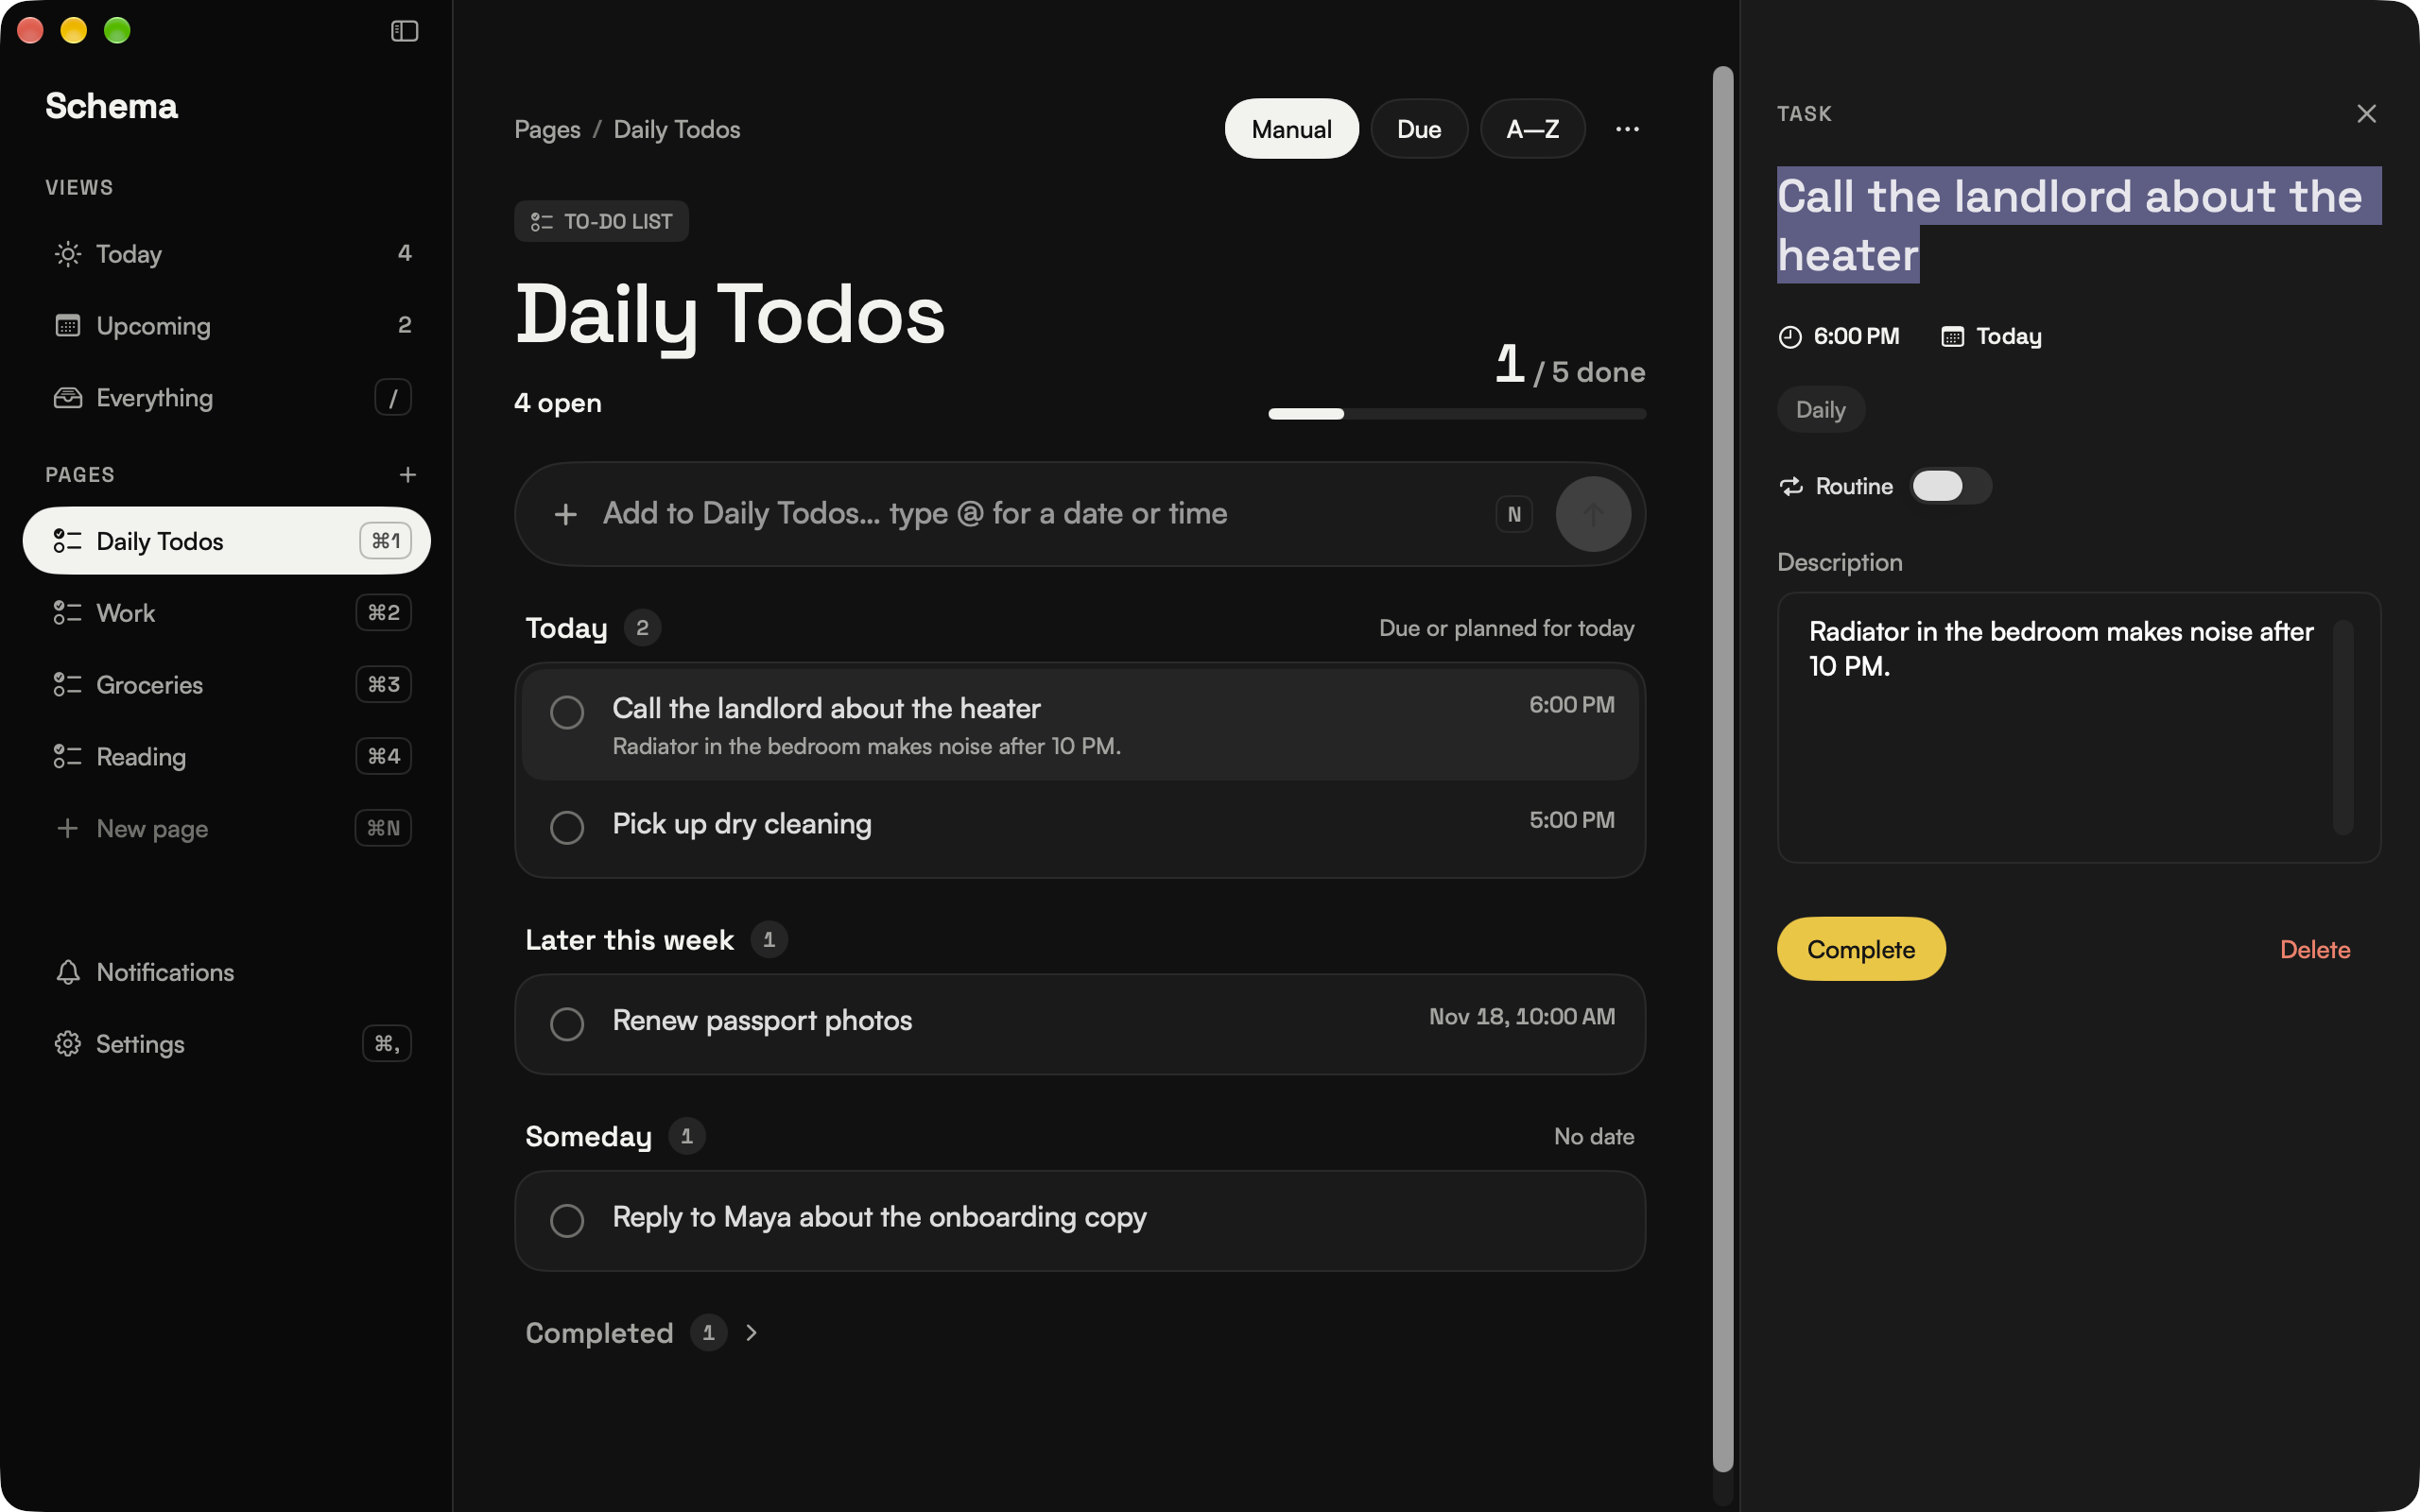 Schema
VIEWS
Today 4
Upcoming 2
Everything /
PAGES
Daily Todos ⌘1
Work ⌘2
Groceries ⌘3
Reading ⌘4
New page ⌘N
Notifications
Settings ⌘,
Pages / Daily Todos
Manual Due A—Z
TO-DO LIST
Daily Todos
4 open
1 / 5 done
Add to Daily Todos... type @ for a date or time N
Today 2 Due or planned for today
Call the landlord about the heater 6:00 PM
Radiator in the bedroom makes noise after 10 PM.
Pick up dry cleaning 5:00 PM
Later this week 1
Renew passport photos Nov 18, 10:00 AM
Someday 1 No date
Reply to Maya about the onboarding copy
Completed 1
TASK
Call the landlord about the
heater
6:00 PM Today
Daily
Routine
Description
Radiator in the bedroom makes noise after
10 PM.
Complete Delete